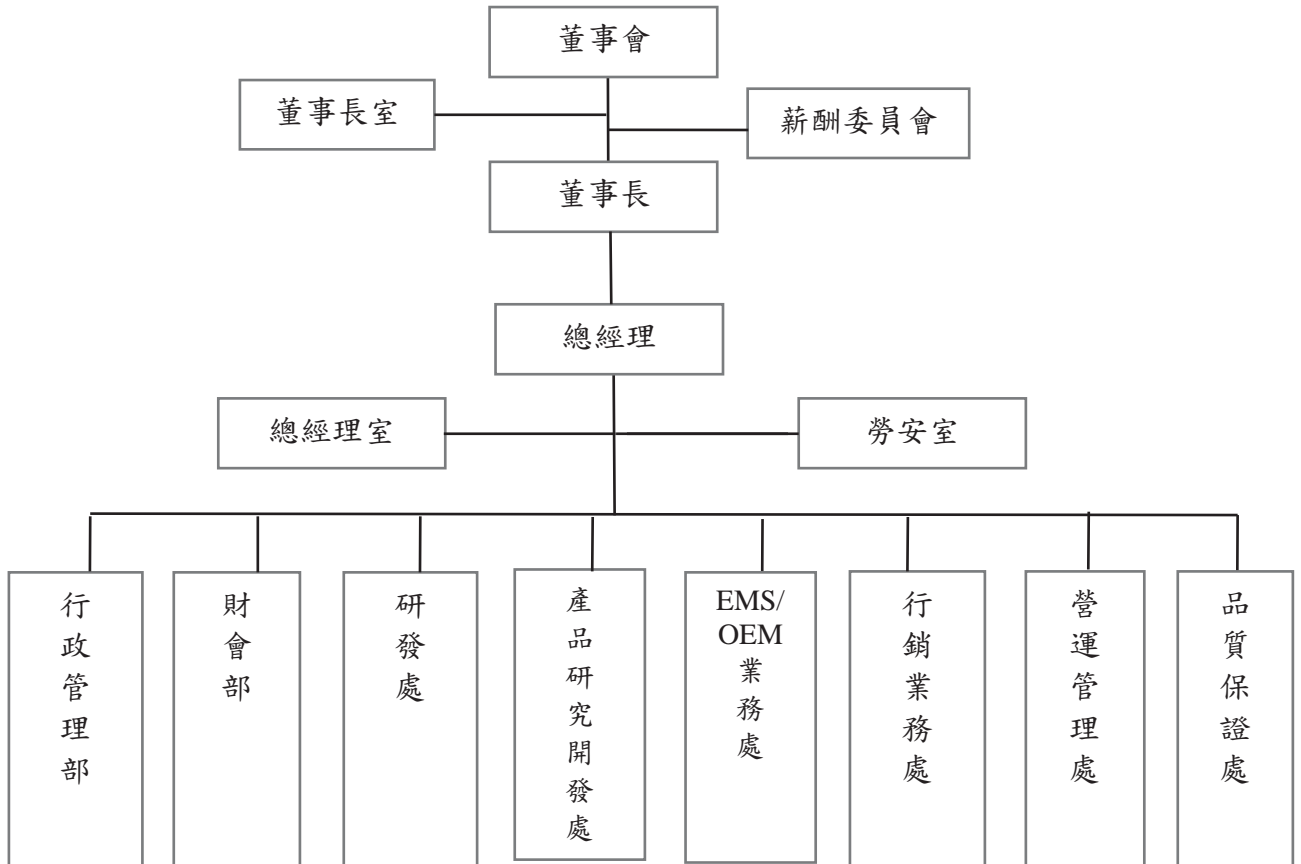 董事會
董事長室
薪酬委員會
董事長
總經理
總經理室
勞安室
行政管理部
財會部
研發處
產品研究開發處
EMS/
OEM
業務處
行銷業務處
營運管理處
品質保證處